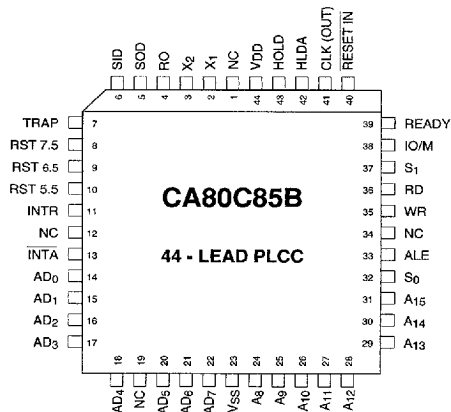 SID SOD RO X2 X1 NC VDD HOLD HLDA CLK (OUT) RESET IN
6 5 4 3 2 1 44 43 42 41 40
TRAP 7 39 READY
RST 7.5 8 38 IO/M
RST 6.5 9 37 S1
RST 5.5 10 36 RD
INTR 11 35 WR
NC 12 34 NC
INTA 13 33 ALE
AD0 14 32 S0
AD1 15 31 A15
AD2 16 30 A14
AD3 17 29 A13
CA80C85B
44 - LEAD PLCC
18 19 20 21 22 23 24 25 26 27 28
AD4 NC AD5 AD6 AD7 VSS A8 A9 A10 A11 A12